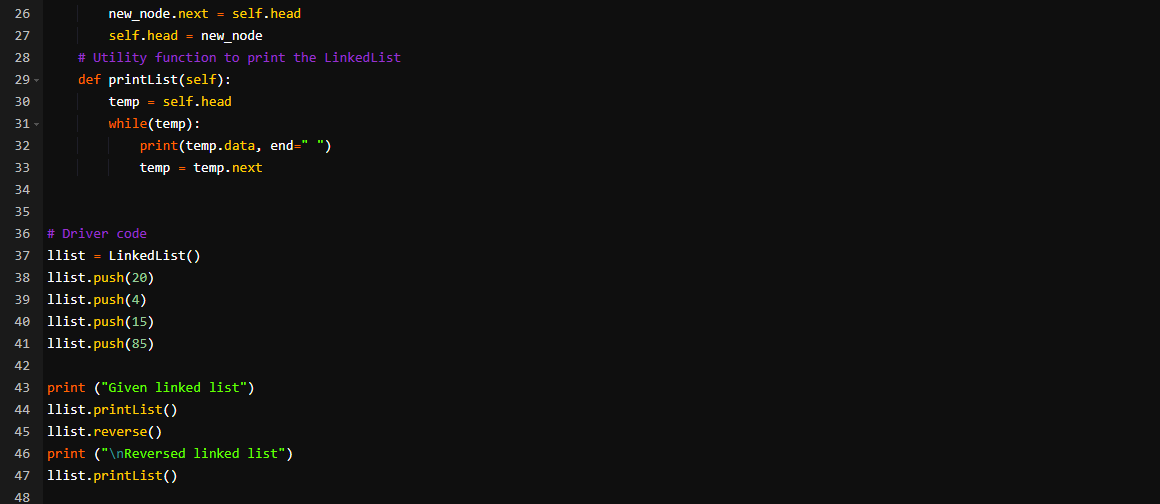 26 new_node.next = self.head
27 self.head = new_node
28 # Utility function to print the LinkedList
29 def printList(self):
30 temp = self.head
31 while(temp):
32 print(temp.data, end=" ")
33 temp = temp.next
34
35
36 # Driver code
37 llist = LinkedList()
38 llist.push(20)
39 llist.push(4)
40 llist.push(15)
41 llist.push(85)
42
43 print ("Given linked list")
44 llist.printList()
45 llist.reverse()
46 print ("\nReversed linked list")
47 llist.printList()
48